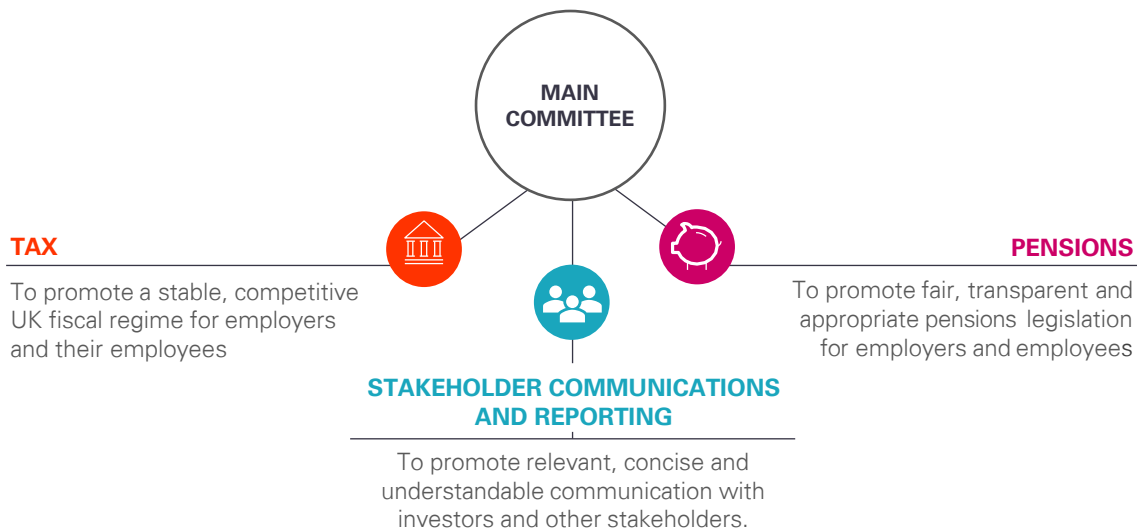 MAIN
COMMITTEE
TAX
To promote a stable, competitive
UK fiscal regime for employers
and their employees
PENSIONS
To promote fair, transparent and
appropriate pensions legislation
for employers and employees
STAKEHOLDER COMMUNICATIONS
AND REPORTING
To promote relevant, concise and
understandable communication with
investors and other stakeholders.